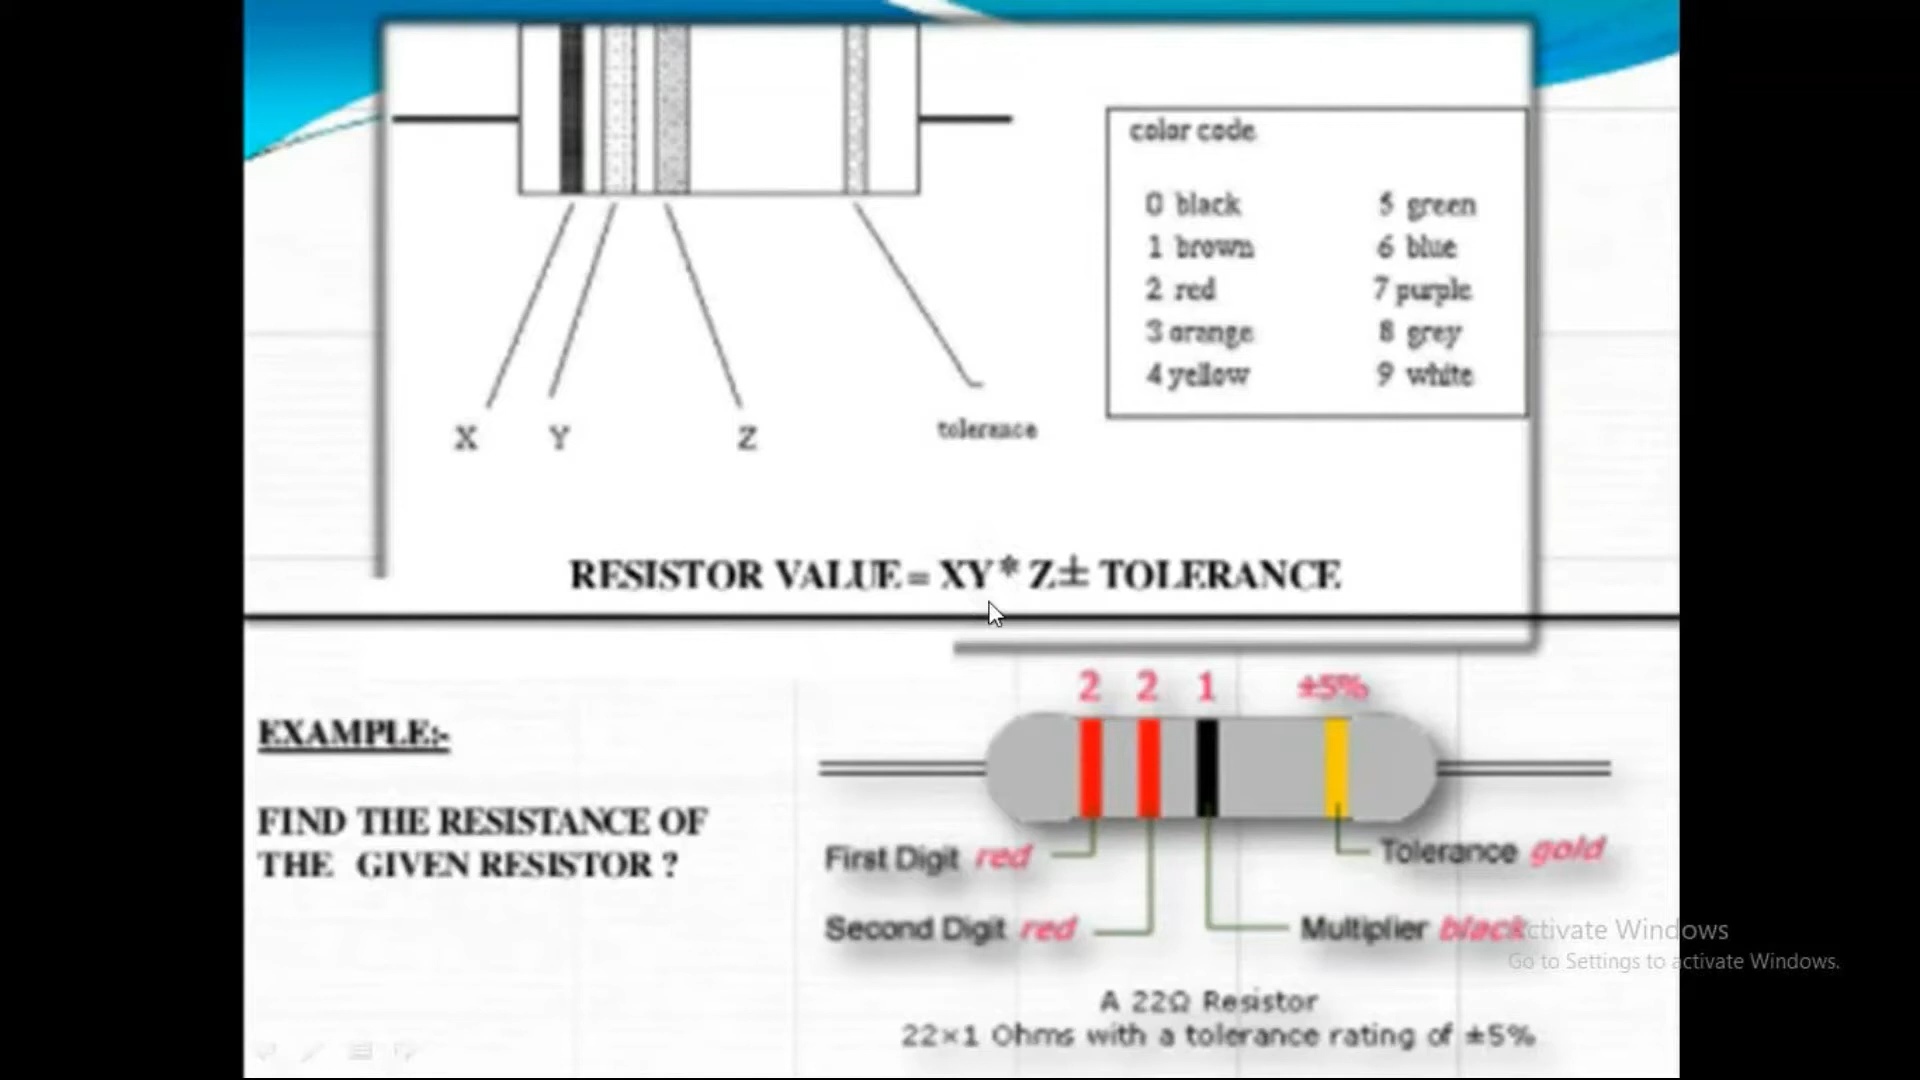 color code
0 black 5 green
1 brown 6 blue
2 red 7 purple
3 orange 8 grey
4 yellow 9 white
X Y Z tolerance
RESISTOR VALUE = XY * Z ± TOLERANCE
EXAMPLE:-
FIND THE RESISTANCE OF
THE GIVEN RESISTOR ?
2 2 1 ±5%
First Digit red
Tolerance gold
Second Digit red
Multiplier black
A 22Ω Resistor
22×1 Ohms with a tolerance rating of ±5%
Activate Windows
Go to Settings to activate Windows.